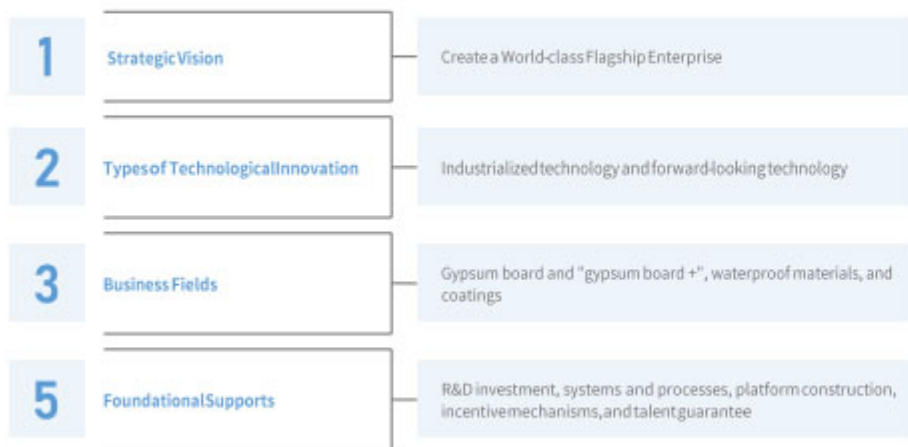 1
Strategic Vision
Create a World-class Flagship Enterprise
2
Types of Technological Innovation
Industrialized technology and forward-looking technology
3
Business Fields
Gypsum board and "gypsum board +", waterproof materials, and
coatings
5
Foundational Supports
R&D investment, systems and processes, platform construction,
incentive mechanisms, and talent guarantee